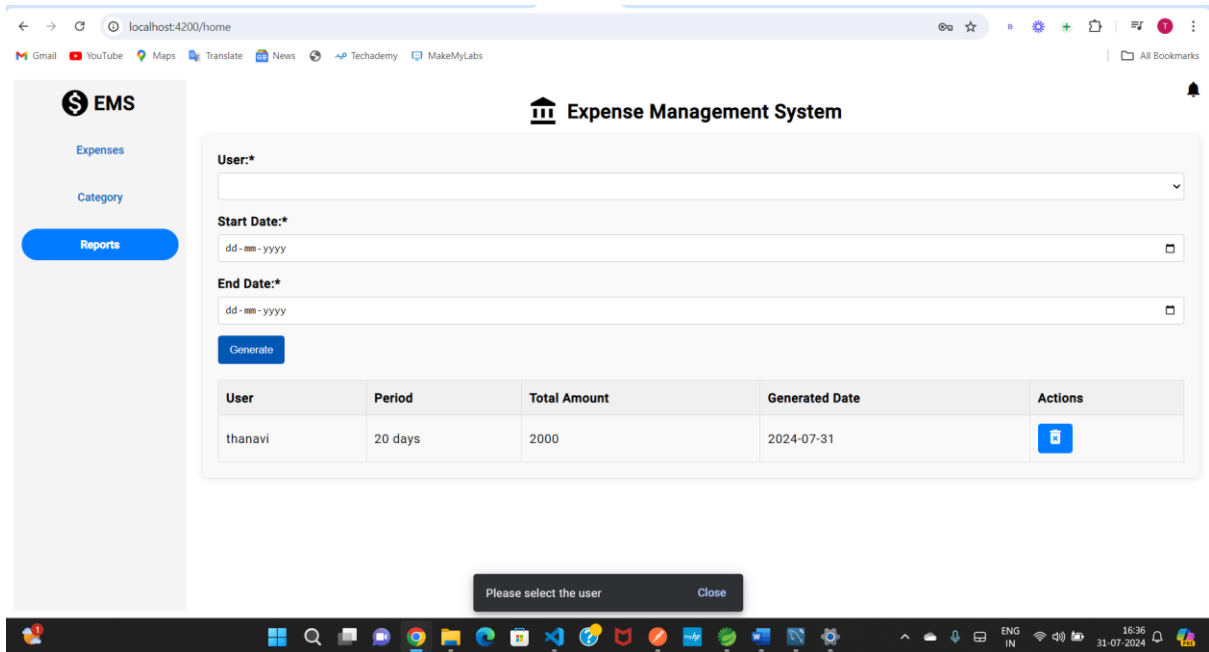 localhost:4200/home
B
T
Gmail YouTube Maps Translate News Techademy MakeMyLabs All Bookmarks
$ EMS
Expense Management System
Expenses
Category
Reports
User:*
Start Date:*
dd-mm-yyyy
End Date:*
dd-mm-yyyy
Generate
User Period Total Amount Generated Date Actions
thanavi 20 days 2000 2024-07-31
Please select the user Close
1
ENG
IN
16:36
31-07-2024